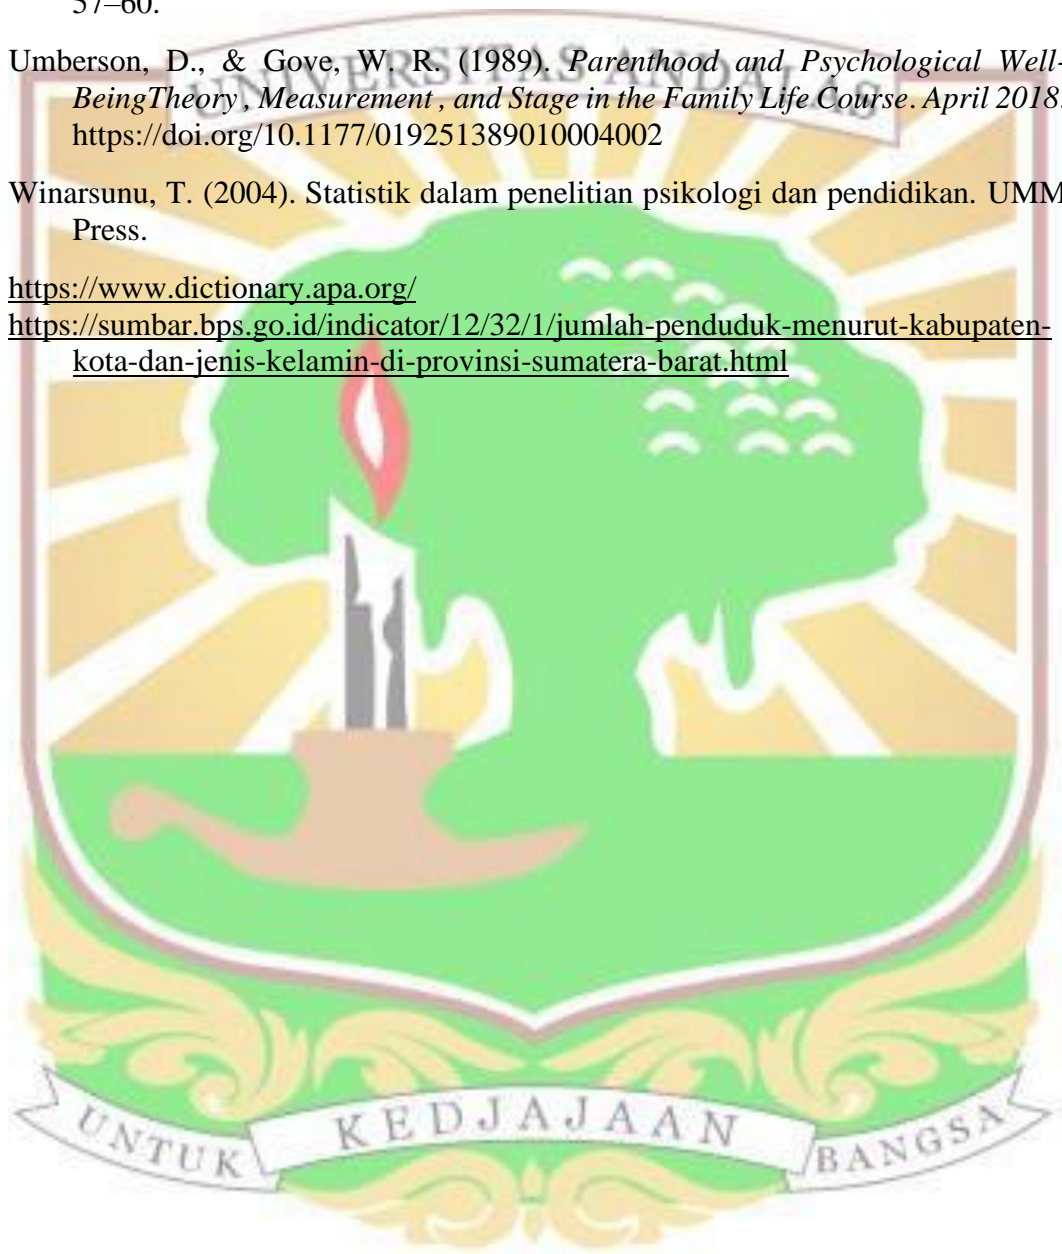 57–60.
UNIVERSITAS ANDALAS
Umberson, D., & Gove, W. R. (1989). Parenthood and Psychological Well-
BeingTheory , Measurement , and Stage in the Family Life Course. April 2018.
https://doi.org/10.1177/019251389010004002
Winarsunu, T. (2004). Statistik dalam penelitian psikologi dan pendidikan. UMM
Press.
https://www.dictionary.apa.org/
https://sumbar.bps.go.id/indicator/12/32/1/jumlah-penduduk-menurut-kabupaten-
kota-dan-jenis-kelamin-di-provinsi-sumatera-barat.html
UNTUK KEDJAJAAN BANGSA